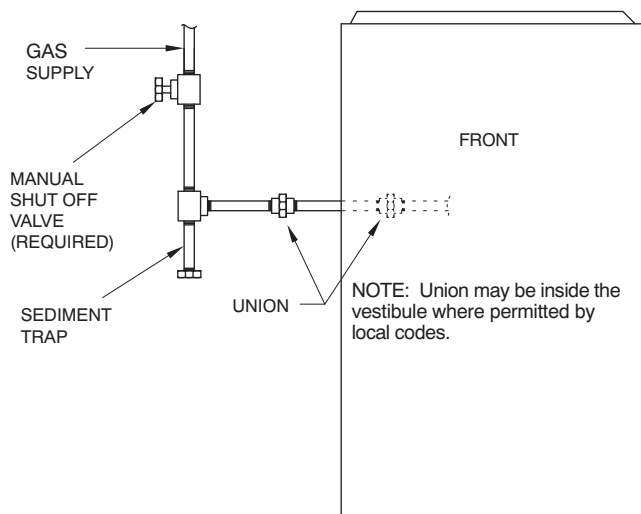 GAS
SUPPLY
FRONT
MANUAL
SHUT OFF
VALVE
(REQUIRED)
SEDIMENT
TRAP
UNION
NOTE: Union may be inside the
vestibule where permitted by
local codes.